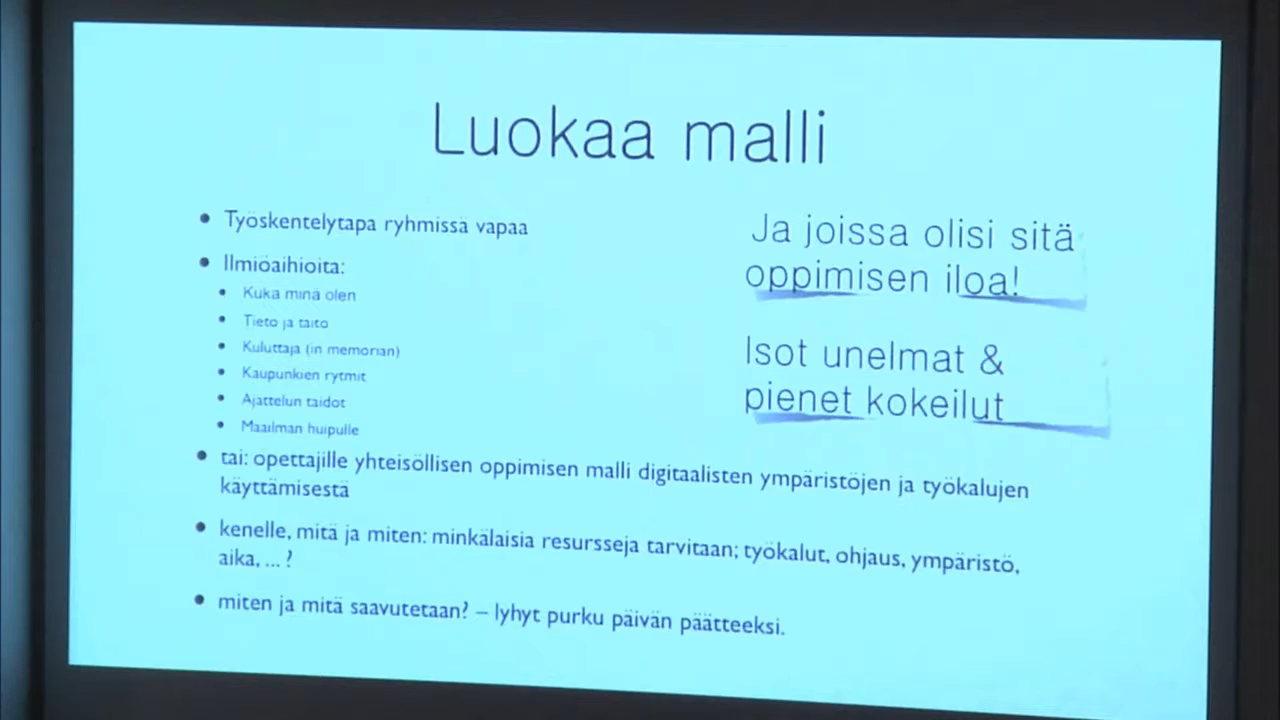 Luokaa malli
Työskentelytapa ryhmissä vapaa
Ilmiöaihioita:
Kuka minä olen
Tieto ja taito
Kuluttaja (in memorian)
Kaupunkien rytmit
Ajattelun taidot
Maailman huipulle
tai: opettajille yhteisöllisen oppimisen malli digitaalisten ympäristöjen ja työkalujen
käyttämisestä
kenelle, mitä ja miten: minkälaisia resursseja tarvitaan; työkalut, ohjaus, ympäristö,
aika, ... ?
miten ja mitä saavutetaan? – lyhyt purku päivän päätteeksi.
Ja joissa olisi sitä
oppimisen iloa!
Isot unelmat &
pienet kokeilut